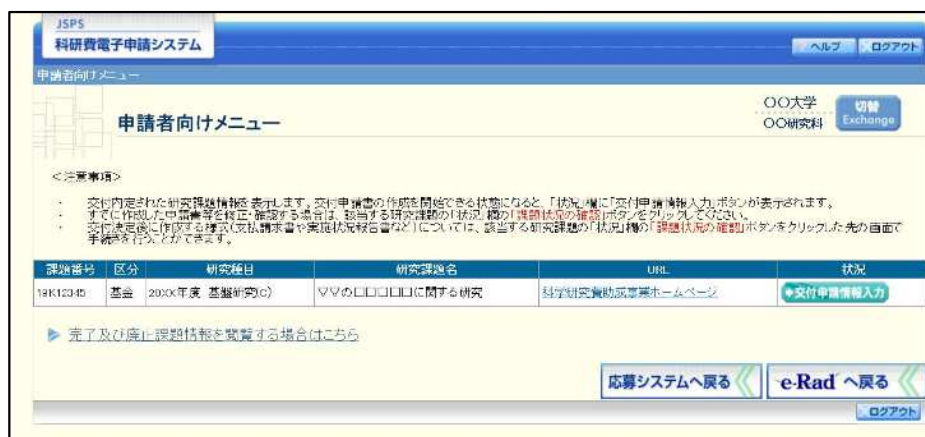 JSPS
科研費電子申請システム
ヘルプ ログアウト
申請者向けメニュー
申請者向けメニュー
〇〇大学
〇〇研究科
切替
Exchange
<注意事項>
・ 交付内定された研究課題情報を表示します。交付申請書の作成を開始できる状態になると、「状況」欄に「交付申請情報入力」ボタンが表示されます。
・ すでに作成した申請書等を修正・確認する場合は、該当する研究課題の「状況」欄の「課題状況の確認」ボタンをクリックしてください。
・ 交付決定後に作成する様式(支払請求書や実施状況報告書など)については、該当する研究課題の「状況」欄の「課題状況の確認」ボタンをクリックした先の画面で
手続きを行うことができます。
課題番号 区分 研究種目 研究課題名 URL 状況
19K12345 基金 20XX年度 基盤研究(C) ▽▽の□□□□□に関する研究 科学研究費助成事業ホームページ 交付申請情報入力
完了及び廃止課題情報を閲覧する場合はこちら
応募システムへ戻る e-Rad へ戻る
ログアウト